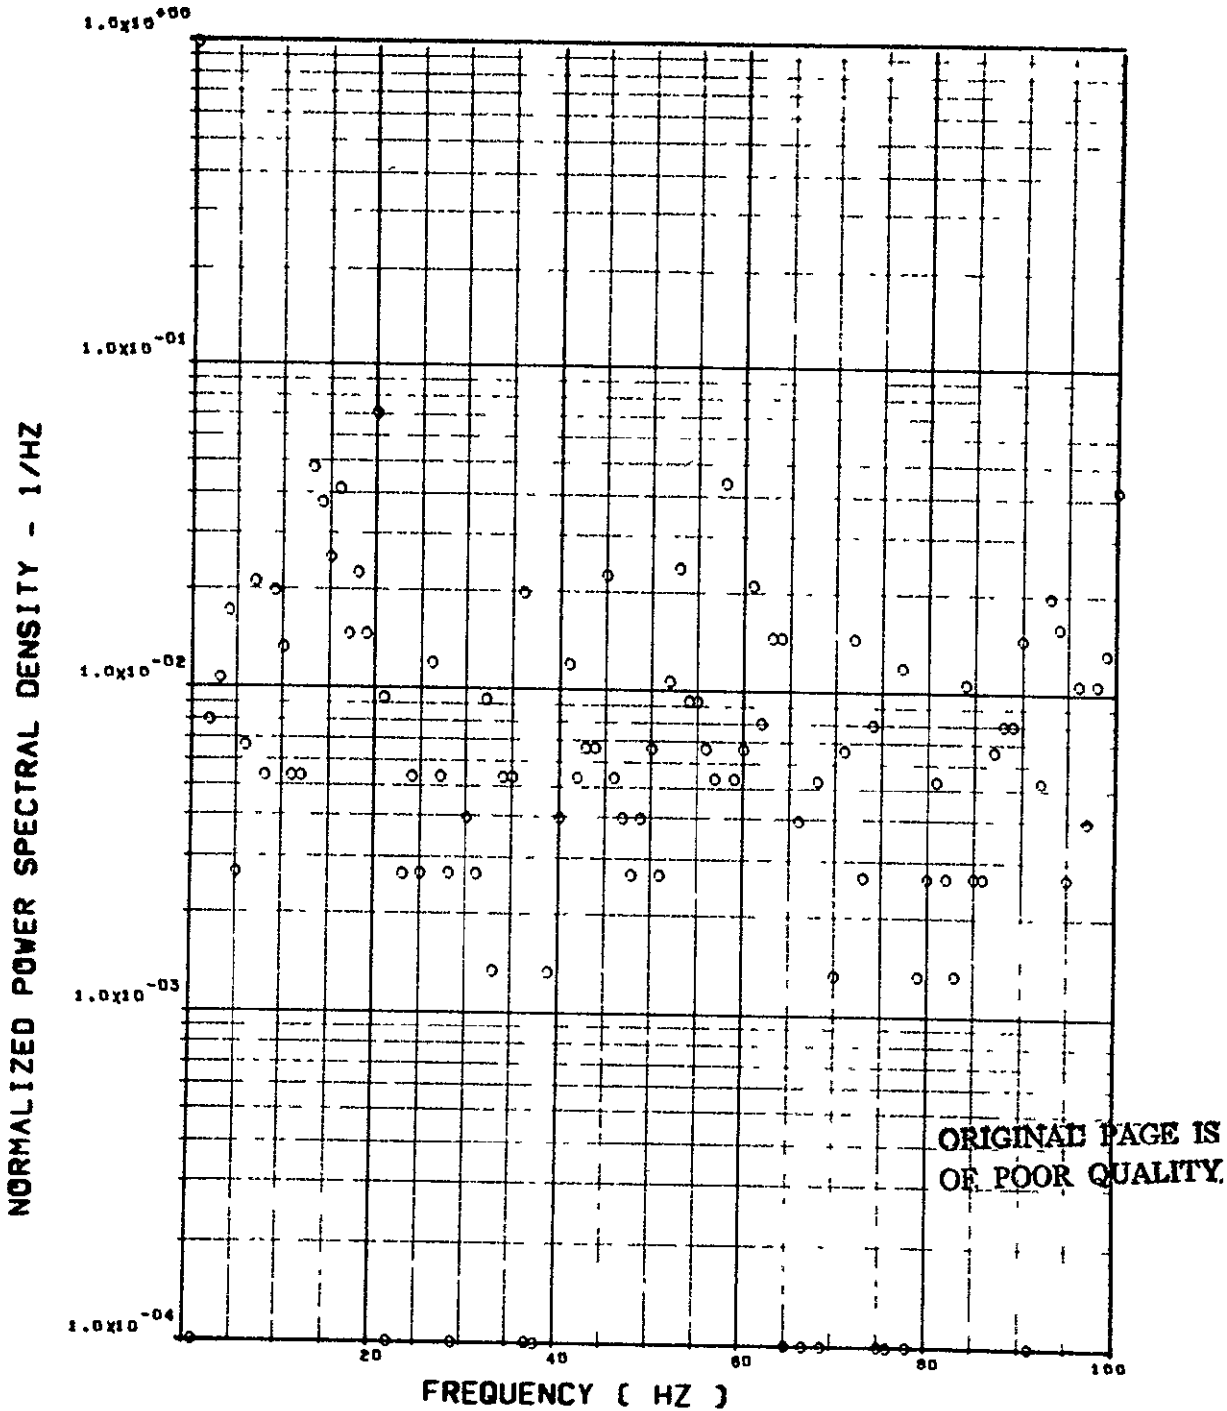 1.0x10+00
1.0x10-01
1.0x10-02
1.0x10-03
1.0x10-04
NORMALIZED POWER SPECTRAL DENSITY - 1/HZ
20 40 60 80 100
FREQUENCY ( HZ )
ORIGINAL PAGE IS
OF POOR QUALITY